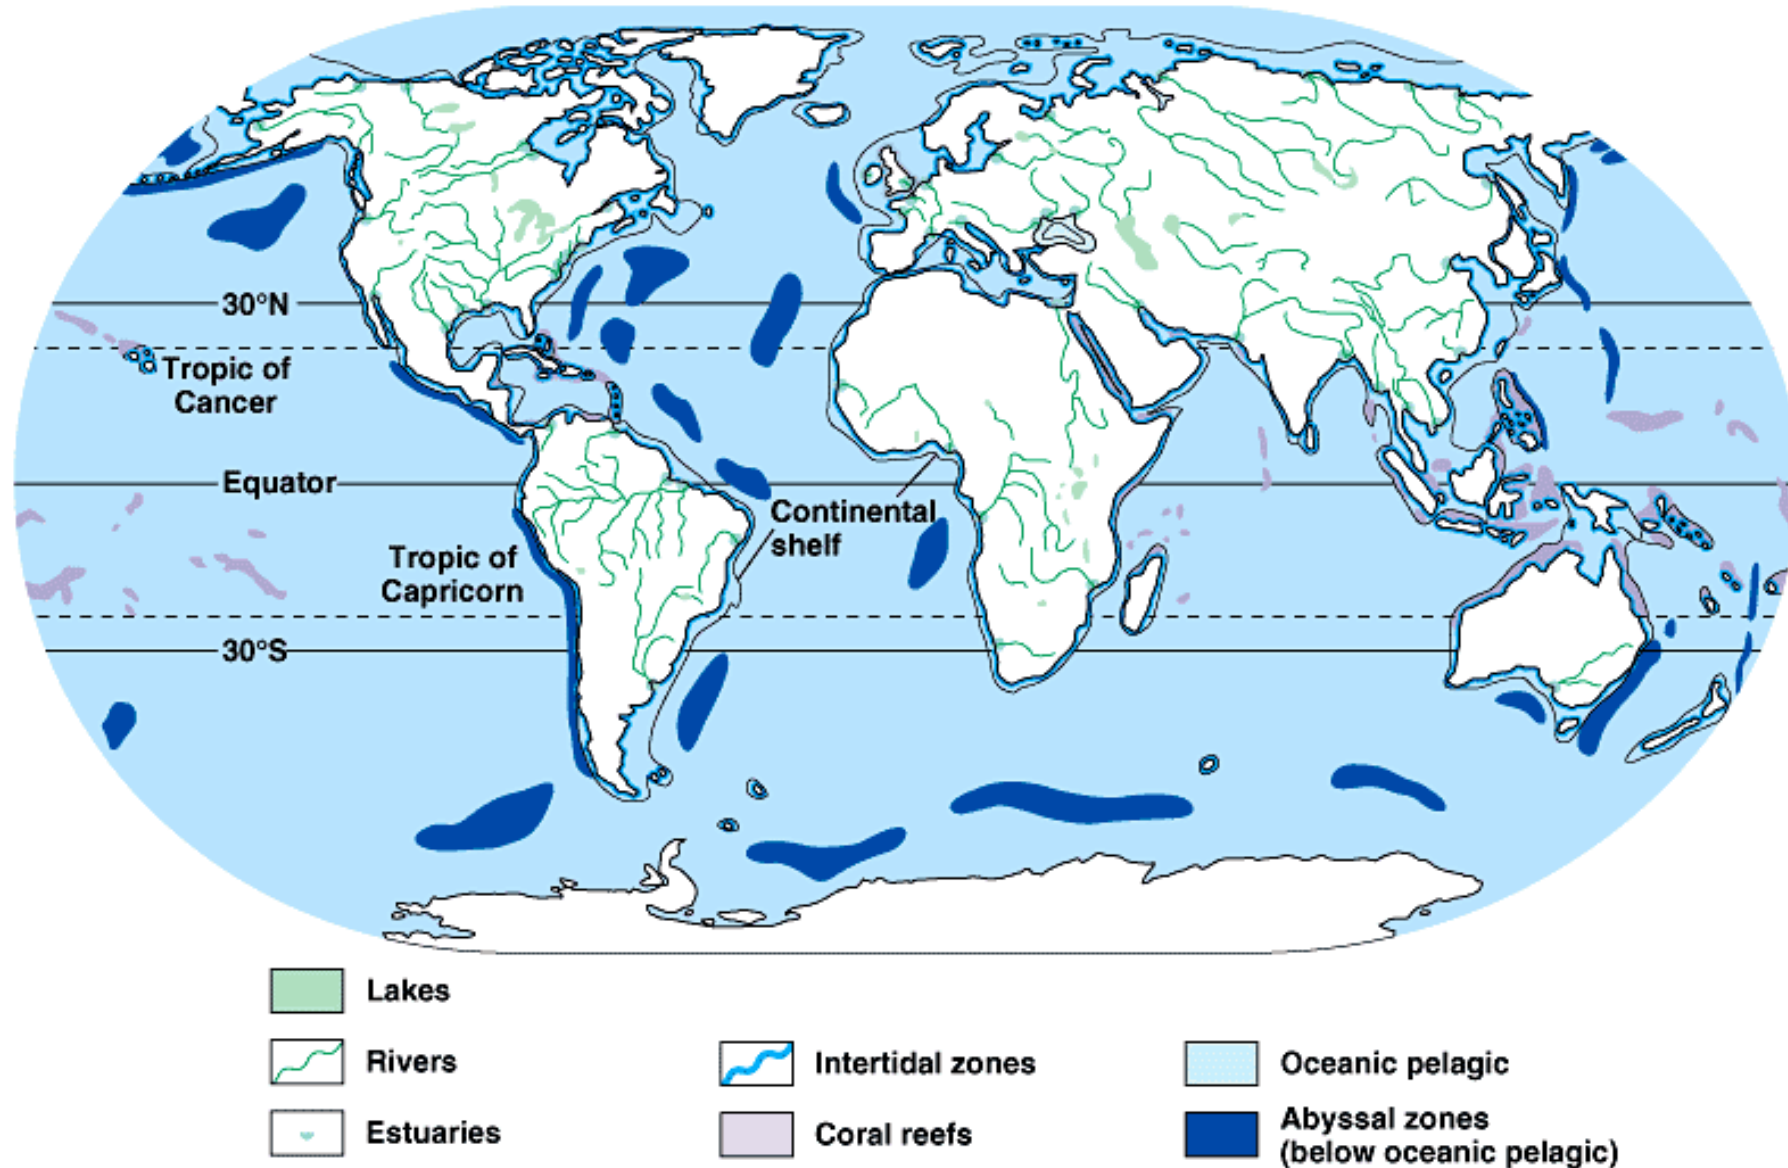 30°N
Tropic of
Cancer
Equator
Continental
shelf
Tropic of
Capricorn
30°S
Lakes
Rivers
Intertidal zones
Oceanic pelagic
Estuaries
Coral reefs
Abyssal zones
(below oceanic pelagic)